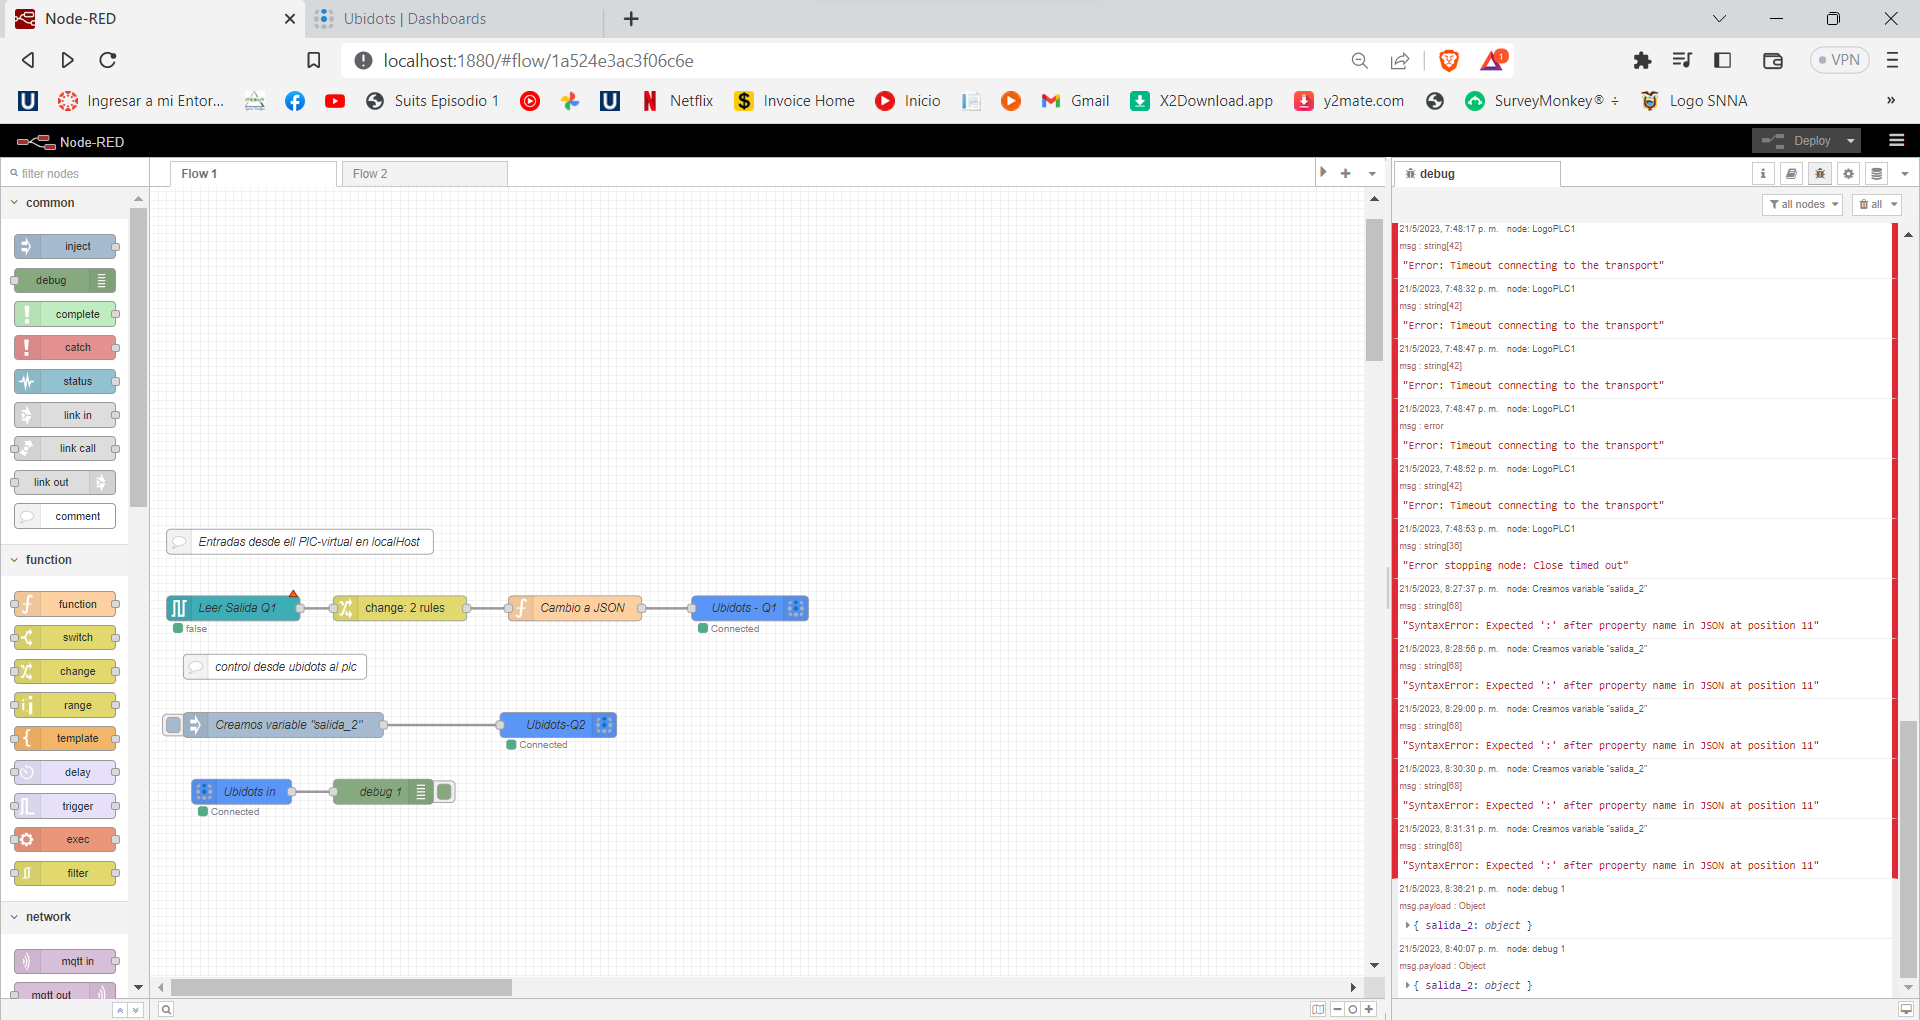 Node-RED
Ubidots | Dashboards
localhost:1880/#flow/1a524e3ac3f06c6e
1
VPN
Ingresar a mi Entor...
Suits Episodio 1
Netflix
Invoice Home
Inicio
Gmail
X2Download.app
y2mate.com
SurveyMonkey® ÷
Logo SNNA
»
Node-RED
Deploy
filter nodes
Flow 1
Flow 2
debug
all nodes
all
common
inject
debug
complete
catch
status
link in
link call
link out
comment
function
function
switch
change
range
template
delay
trigger
exec
filter
network
mqtt in
mqtt out
Entradas desde ell PlC-virtual en localHost
Leer Salida Q1
false
change: 2 rules
Cambio a JSON
Ubidots - Q1
Connected
control desde ubidots al plc
Creamos variable "salida_2"
Ubidots-Q2
Connected
Ubidots in
Connected
debug 1
21/5/2023, 7:48:17 p. m. node: LogoPLC1
msg : string[42]
"Error: Timeout connecting to the transport"
21/5/2023, 7:48:32 p. m. node: LogoPLC1
msg : string[42]
"Error: Timeout connecting to the transport"
21/5/2023, 7:48:47 p. m. node: LogoPLC1
msg : string[42]
"Error: Timeout connecting to the transport"
21/5/2023, 7:48:47 p. m. node: LogoPLC1
msg : error
"Error: Timeout connecting to the transport"
21/5/2023, 7:48:52 p. m. node: LogoPLC1
msg : string[42]
"Error: Timeout connecting to the transport"
21/5/2023, 7:48:53 p. m. node: LogoPLC1
msg : string[36]
"Error stopping node: Close timed out"
21/5/2023, 8:27:37 p. m. node: Creamos variable "salida_2"
msg : string[68]
"SyntaxError: Expected ':' after property name in JSON at position 11"
21/5/2023, 8:28:56 p. m. node: Creamos variable "salida_2"
msg : string[68]
"SyntaxError: Expected ':' after property name in JSON at position 11"
21/5/2023, 8:29:00 p. m. node: Creamos variable "salida_2"
msg : string[68]
"SyntaxError: Expected ':' after property name in JSON at position 11"
21/5/2023, 8:30:30 p. m. node: Creamos variable "salida_2"
msg : string[68]
"SyntaxError: Expected ':' after property name in JSON at position 11"
21/5/2023, 8:31:31 p. m. node: Creamos variable "salida_2"
msg : string[68]
"SyntaxError: Expected ':' after property name in JSON at position 11"
21/5/2023, 8:36:21 p. m. node: debug 1
msg.payload : Object
{ salida_2: object }
21/5/2023, 8:40:07 p. m. node: debug 1
msg.payload : Object
{ salida_2: object }